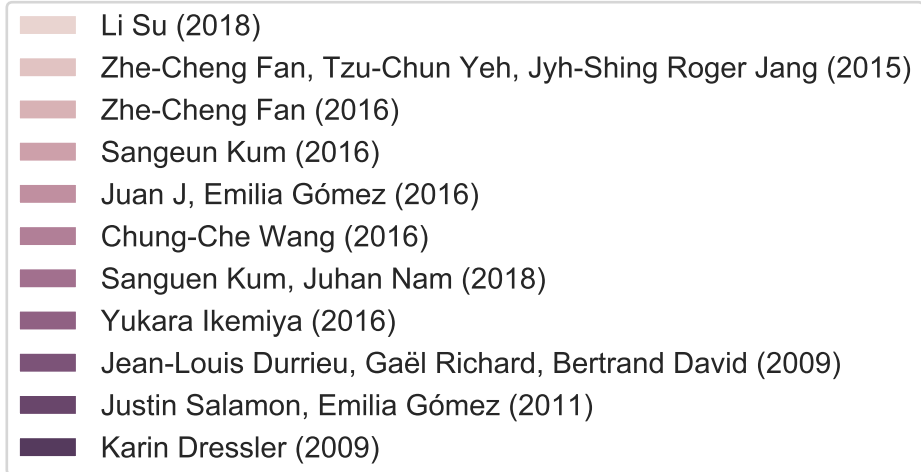 Li Su (2018)
Zhe-Cheng Fan, Tzu-Chun Yeh, Jyh-Shing Roger Jang (2015)
Zhe-Cheng Fan (2016)
Sangeun Kum (2016)
Juan J, Emilia Gómez (2016)
Chung-Che Wang (2016)
Sanguen Kum, Juhan Nam (2018)
Yukara Ikemiya (2016)
Jean-Louis Durrieu, Gaël Richard, Bertrand David (2009)
Justin Salamon, Emilia Gómez (2011)
Karin Dressler (2009)